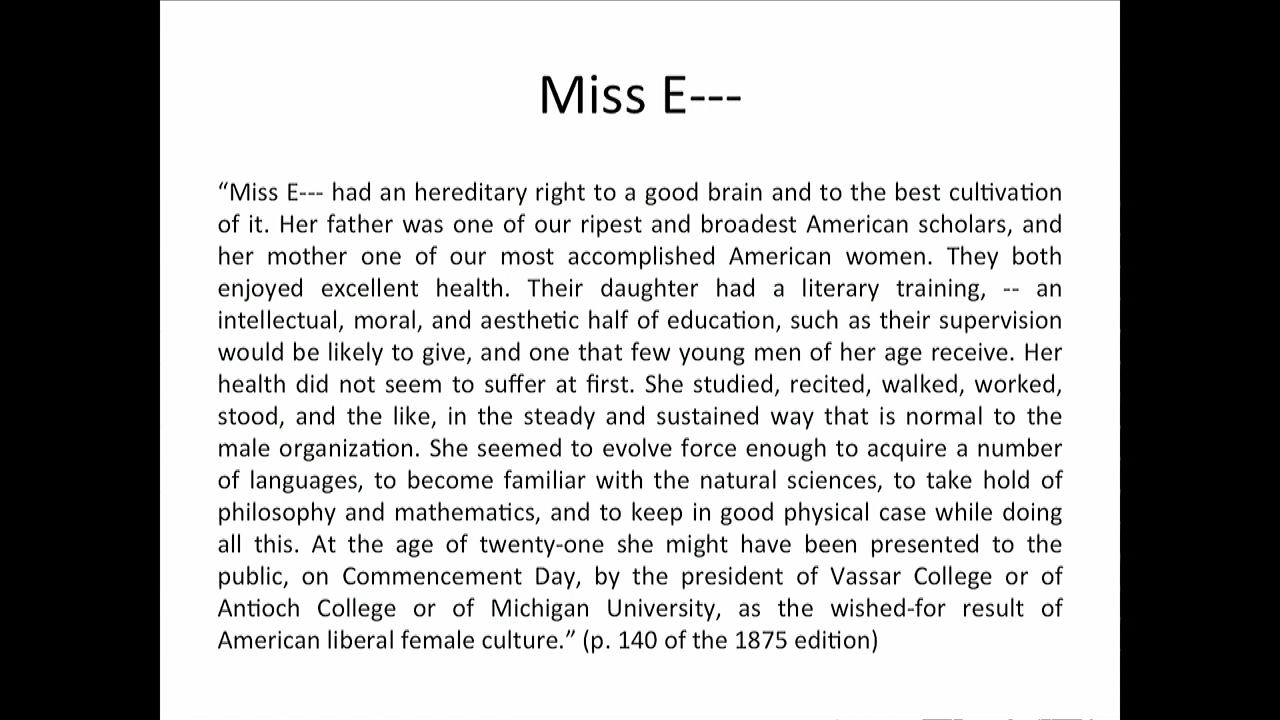 Miss E---
“Miss E--- had an hereditary right to a good brain and to the best cultivation
of it. Her father was one of our ripest and broadest American scholars, and
her mother one of our most accomplished American women. They both
enjoyed excellent health. Their daughter had a literary training, -- an
intellectual, moral, and aesthetic half of education, such as their supervision
would be likely to give, and one that few young men of her age receive. Her
health did not seem to suffer at first. She studied, recited, walked, worked,
stood, and the like, in the steady and sustained way that is normal to the
male organization. She seemed to evolve force enough to acquire a number
of languages, to become familiar with the natural sciences, to take hold of
philosophy and mathematics, and to keep in good physical case while doing
all this. At the age of twenty-one she might have been presented to the
public, on Commencement Day, by the president of Vassar College or of
Antioch College or of Michigan University, as the wished-for result of
American liberal female culture.” (p. 140 of the 1875 edition)